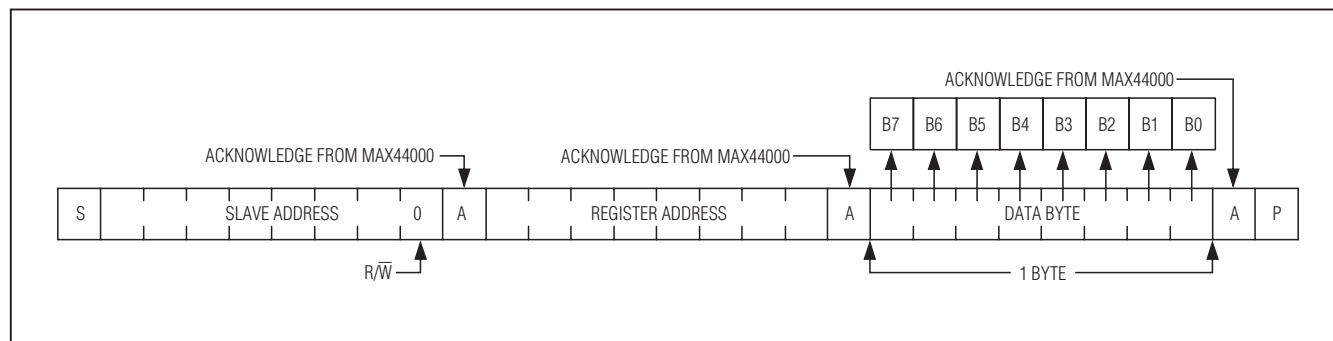 ACKNOWLEDGE FROM MAX44000
B7 B6 B5 B4 B3 B2 B1 B0
ACKNOWLEDGE FROM MAX44000 ACKNOWLEDGE FROM MAX44000
S SLAVE ADDRESS 0 A REGISTER ADDRESS A DATA BYTE A P
R/W̅ 1 BYTE